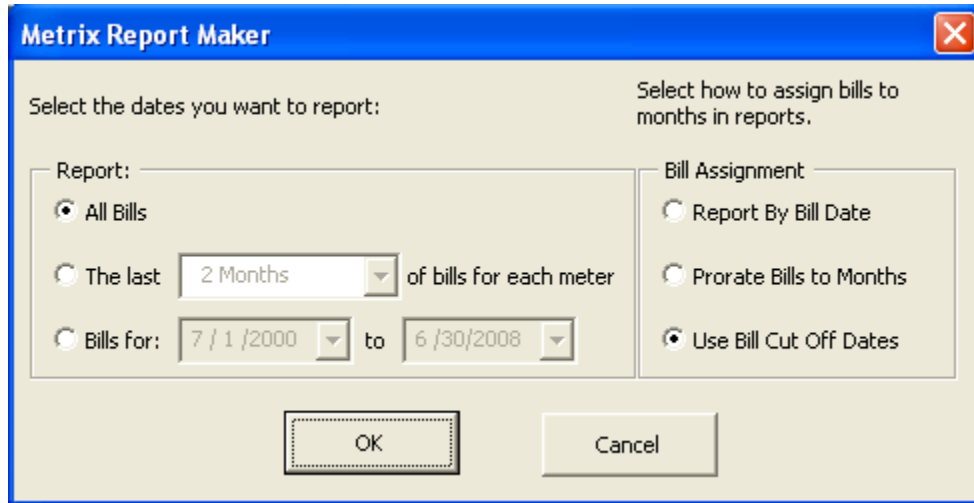 Metrix Report Maker
Select the dates you want to report:
Select how to assign bills to
months in reports.
Report:
All Bills
The last 2 Months of bills for each meter
Bills for: 7 / 1 /2000 to 6 /30/2008
Bill Assignment
Report By Bill Date
Prorate Bills to Months
Use Bill Cut Off Dates
OK
Cancel